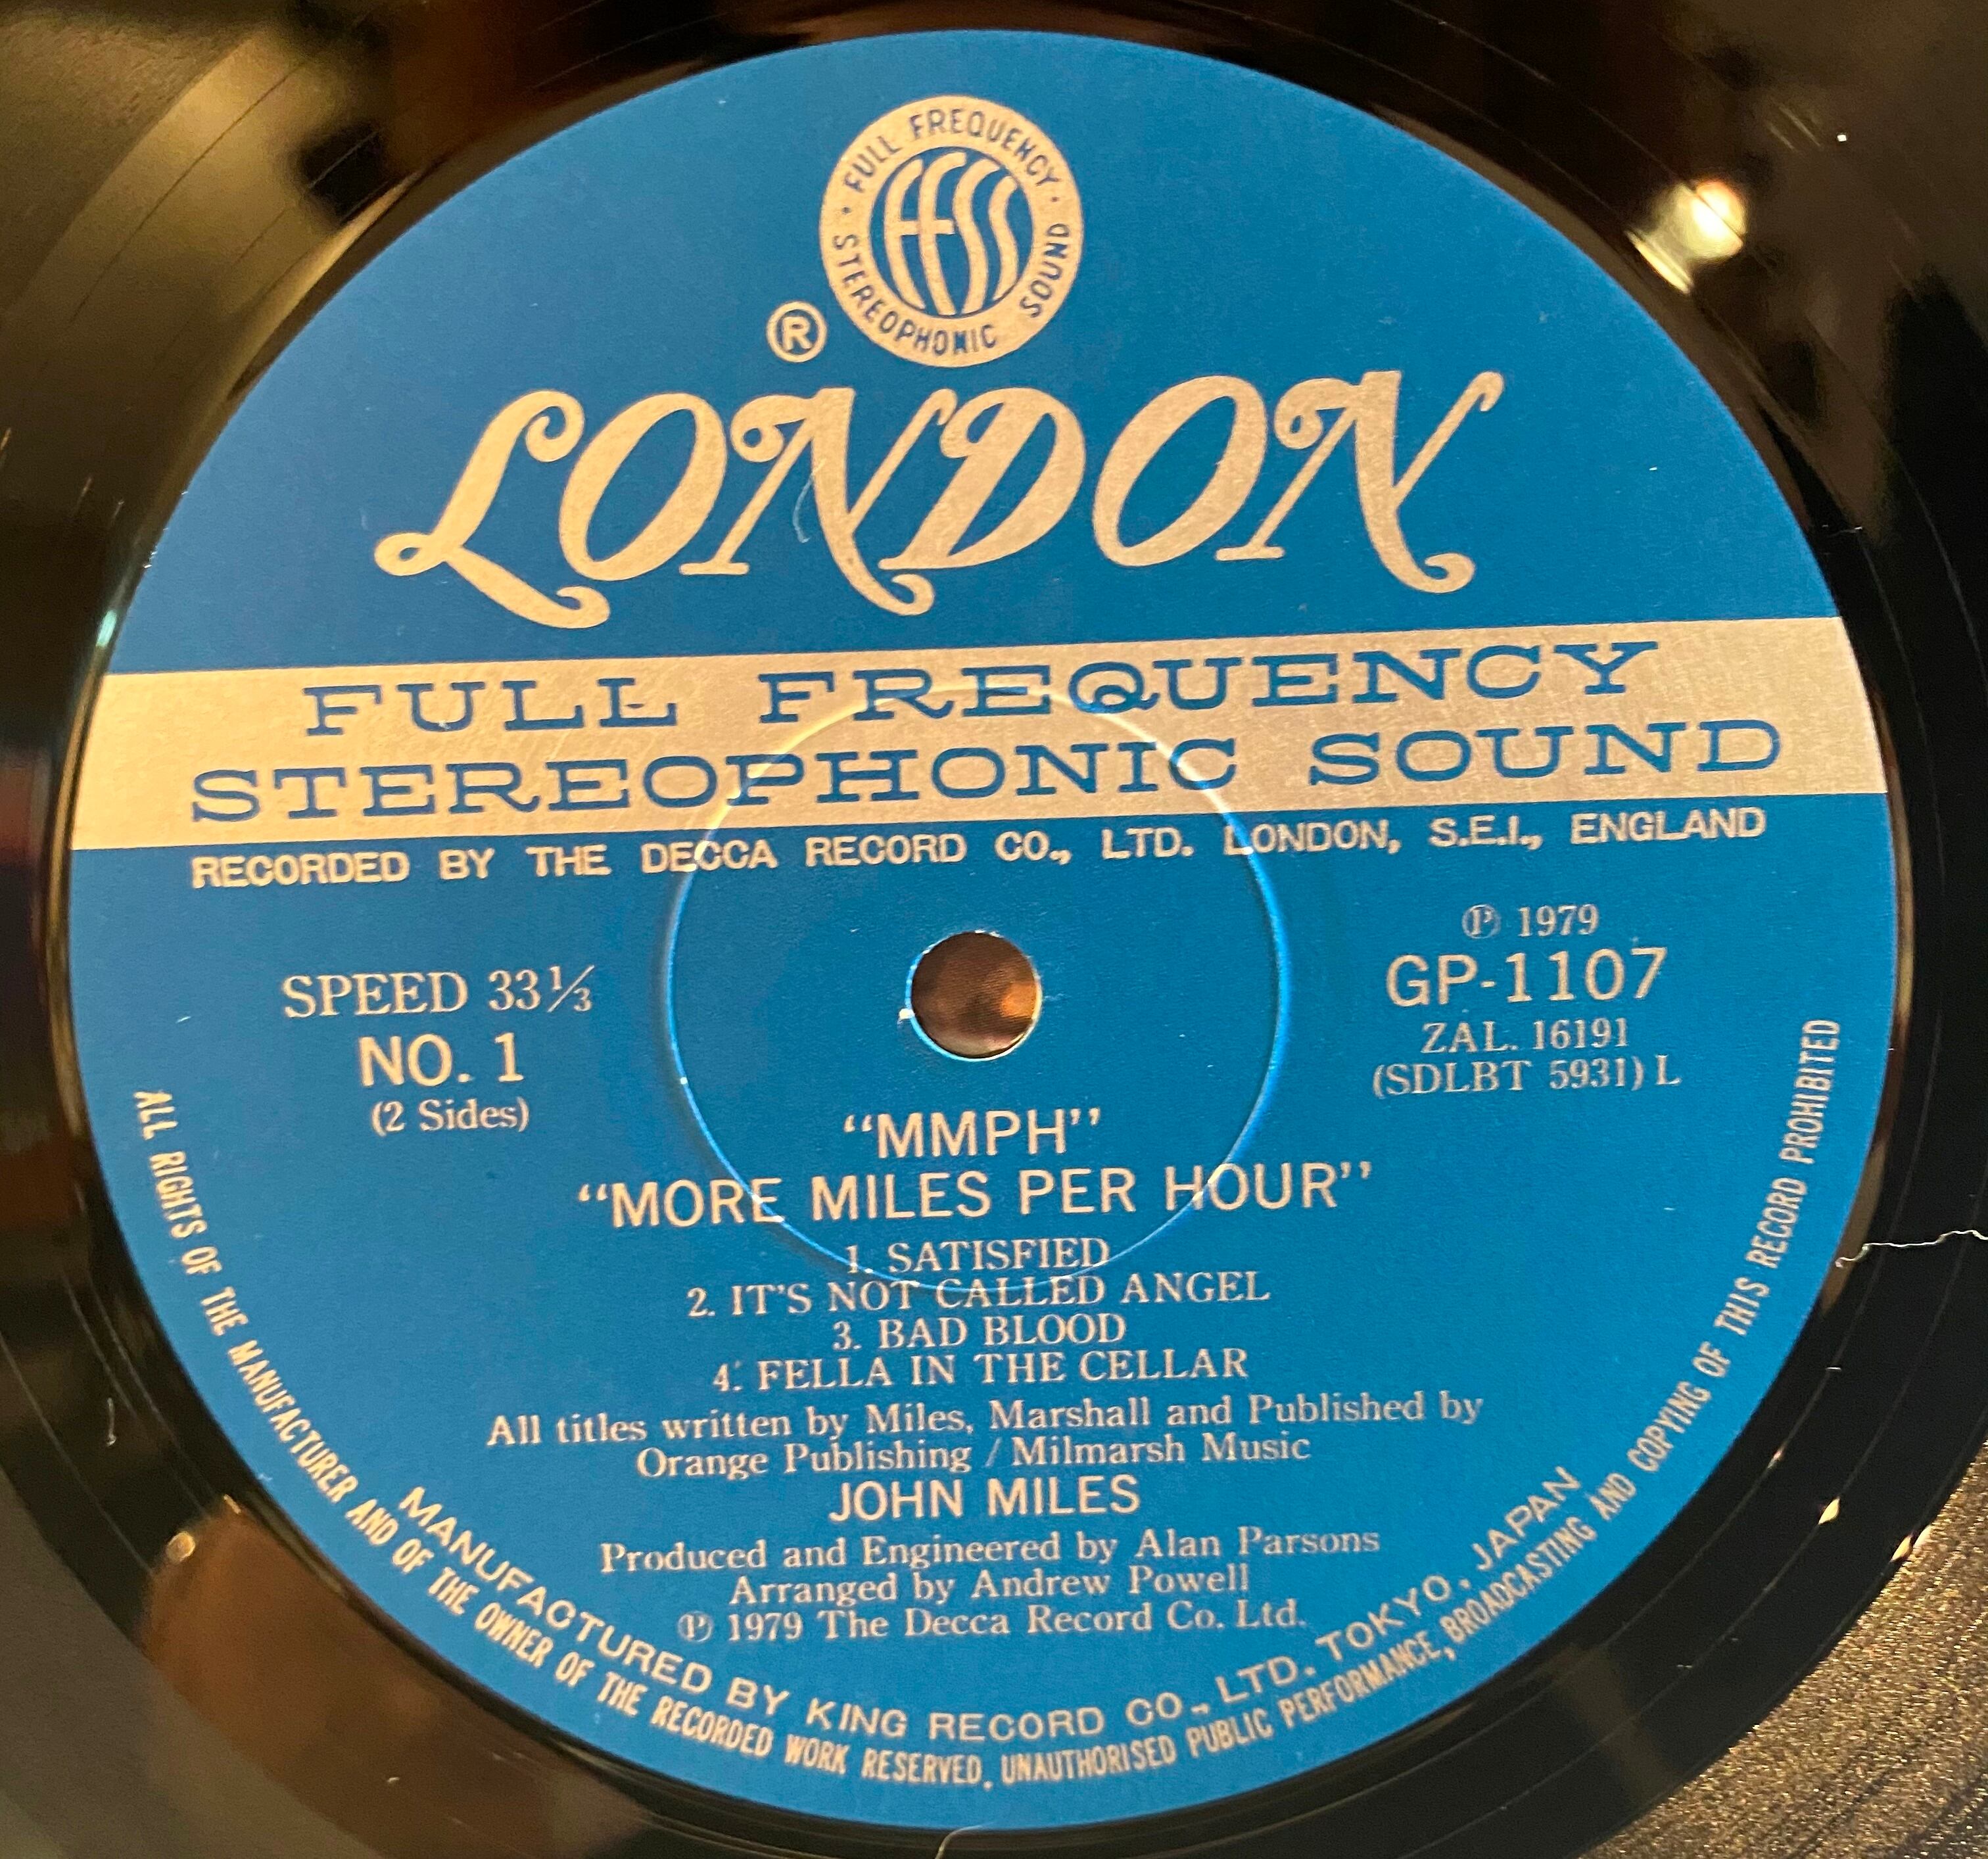 · FULL FREQUENCY ·
STEREOPHONIC SOUND
FFSS
®
LONDON
FULL FREQUENCY
STEREOPHONIC SOUND
RECORDED BY THE DECCA RECORD CO., LTD. LONDON, S.E.I., ENGLAND
SPEED 33⅓
NO. 1
(2 Sides)
℗ 1979
GP-1107
ZAL. 16191
(SDLBT 5931) L
“MMPH”
“MORE MILES PER HOUR”
1. SATISFIED
2. IT'S NOT CALLED ANGEL
3. BAD BLOOD
4. FELLA IN THE CELLAR
All titles written by Miles, Marshall and Published by
Orange Publishing / Milmarsh Music
JOHN MILES
Produced and Engineered by Alan Parsons
Arranged by Andrew Powell
℗ 1979 The Decca Record Co. Ltd.
MANUFACTURED BY KING RECORD CO., LTD. TOKYO. JAPAN
ALL RIGHTS OF THE MANUFACTURER AND OF THE OWNER OF THE RECORDED WORK RESERVED. UNAUTHORISED PUBLIC PERFORMANCE, BROADCASTING AND COPYING OF THIS RECORD PROHIBITED